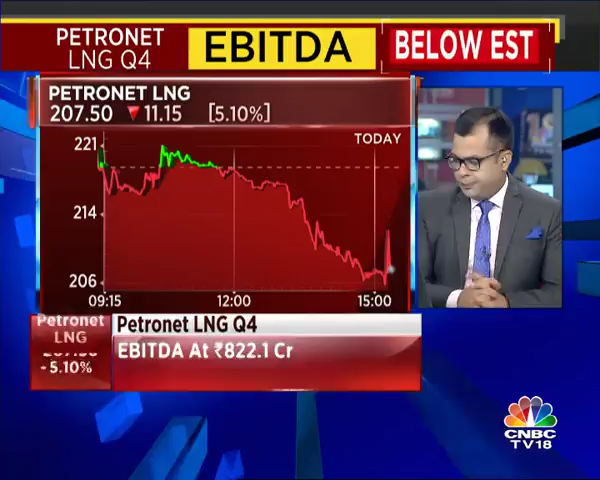 PETRONET
LNG Q4
EBITDA
BELOW EST
PETRONET LNG
207.50 ▼11.15 [5.10%]
TODAY
221
214
206
09:15 12:00 15:00
Petronet
LNG
207.50
-5.10%
Petronet LNG Q4
EBITDA At ₹822.1 Cr
CNBC
TV18